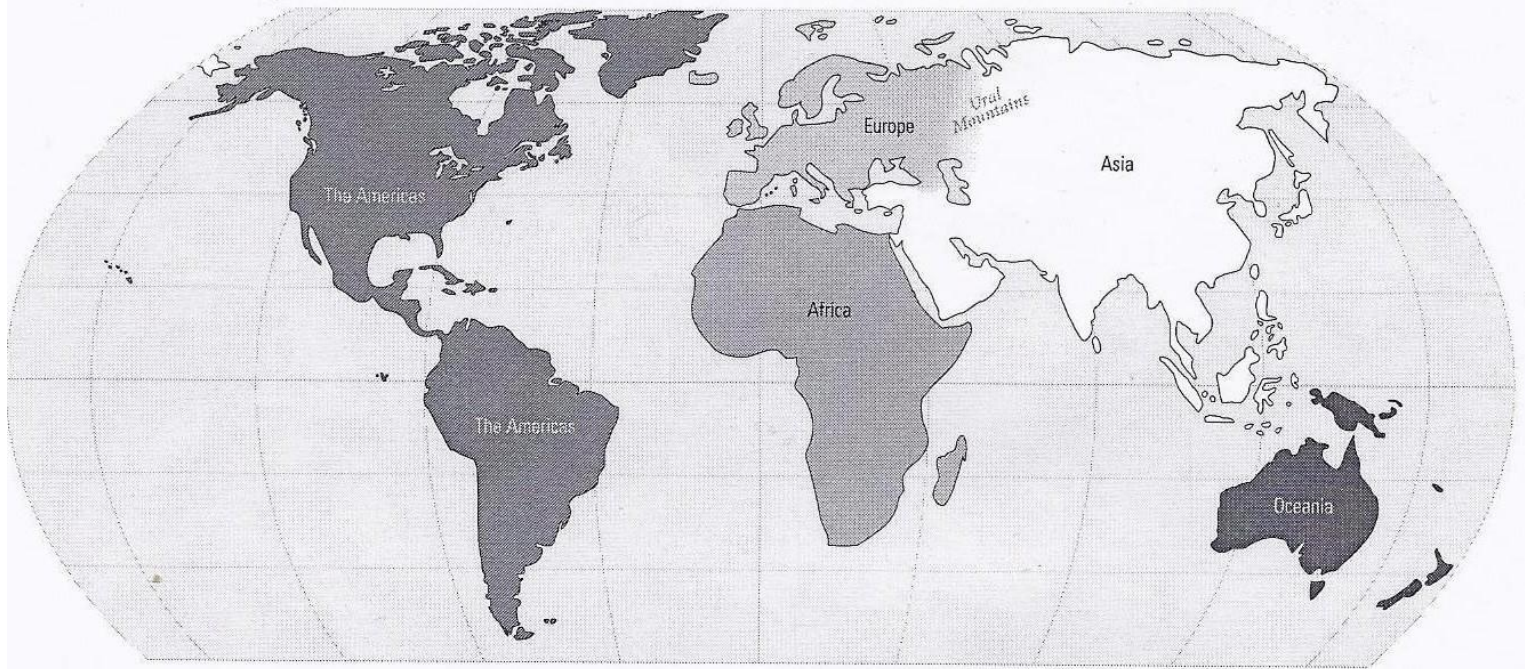 Ural
Mountains
Europe
Asia
The Americas
Africa
The Americas
Oceania